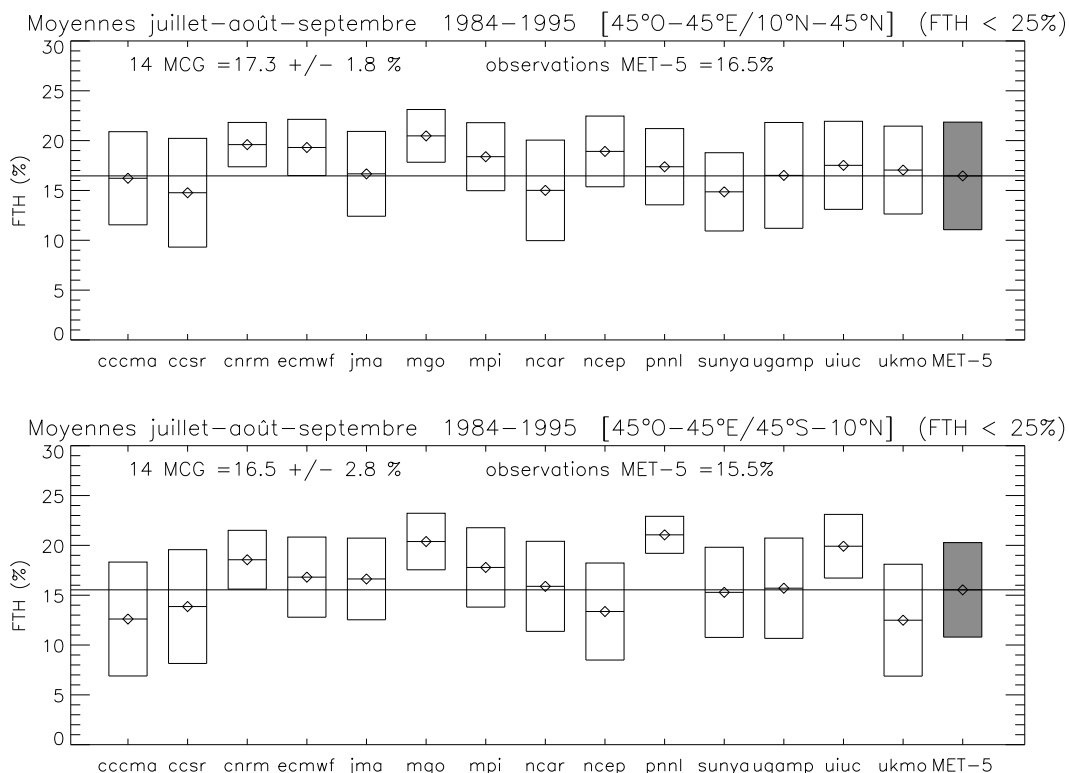 Moyennes juillet-août-septembre 1984-1995 [45°O-45°E/10°N-45°N] (FTH < 25%)
14 MCG =17.3 +/- 1.8 % observations MET-5 =16.5%
30
25
20
15
10
5
0
FTH (%)
cccma ccsr cnrm ecmwf jma mgo mpi ncar ncep pnnl sunya ugamp uiuc ukmo MET-5
Moyennes juillet-août-septembre 1984-1995 [45°O-45°E/45°S-10°N] (FTH < 25%)
14 MCG =16.5 +/- 2.8 % observations MET-5 =15.5%
30
25
20
15
10
5
0
FTH (%)
cccma ccsr cnrm ecmwf jma mgo mpi ncar ncep pnnl sunya ugamp uiuc ukmo MET-5